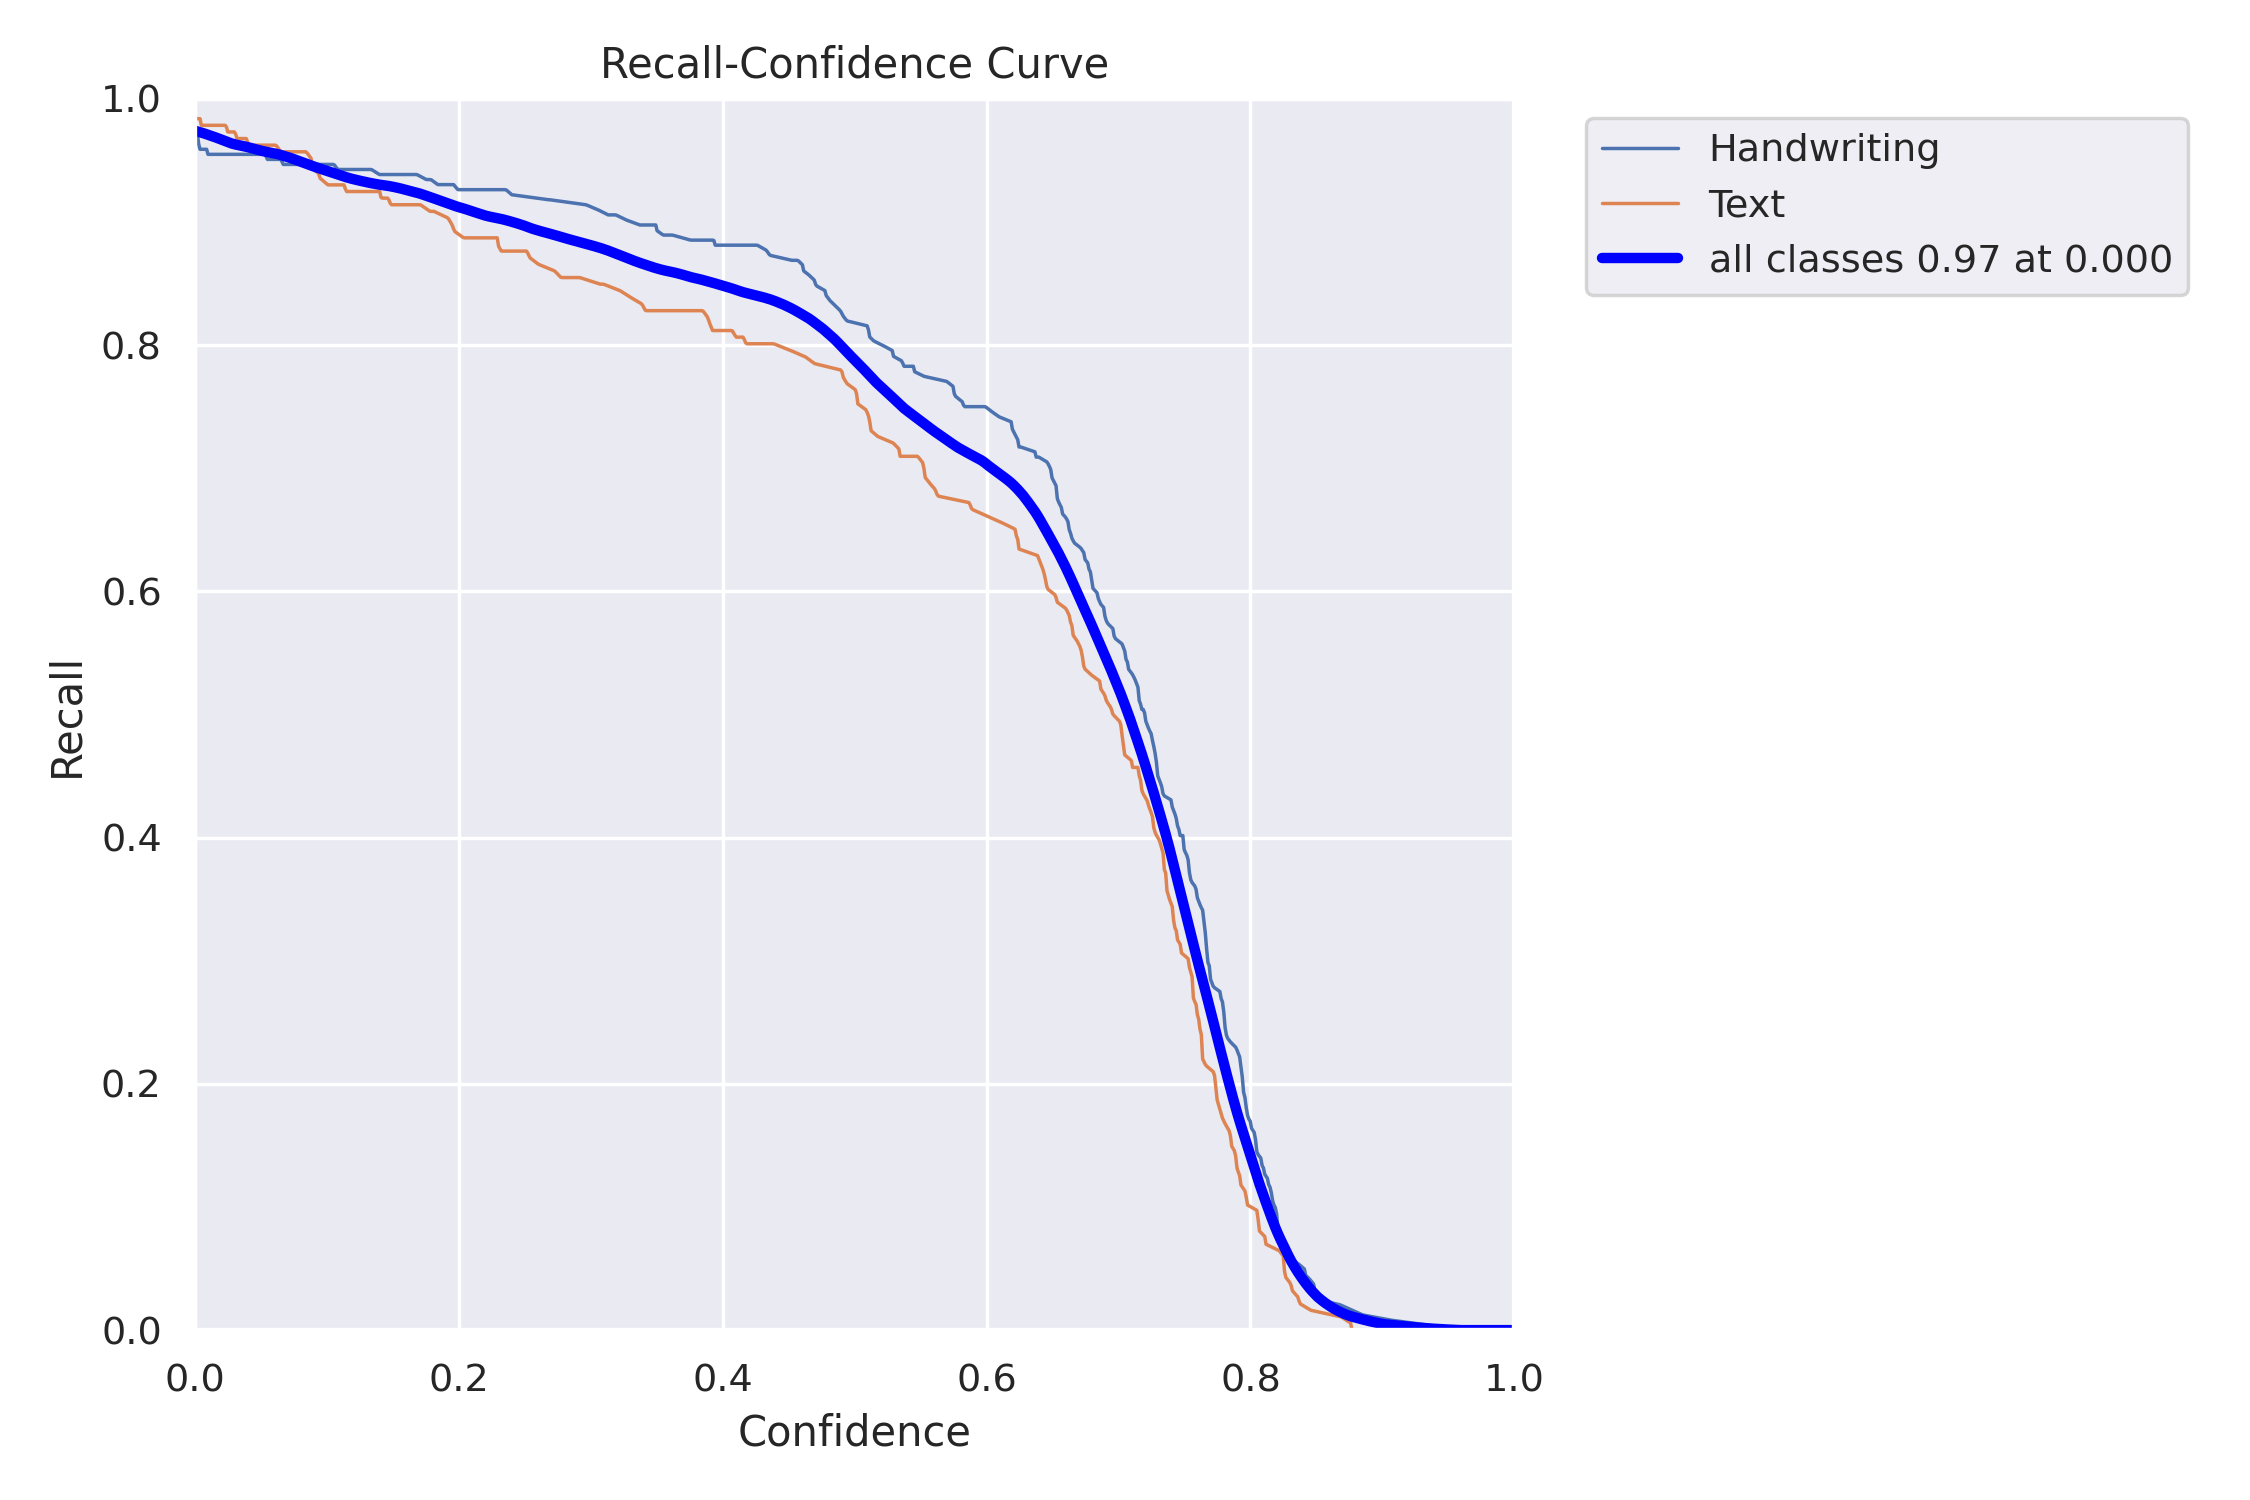 Recall-Confidence Curve
1.0
0.8
0.6
0.4
0.2
0.0
Recall
0.0 0.2 0.4 0.6 0.8 1.0
Confidence
Handwriting
Text
all classes 0.97 at 0.000